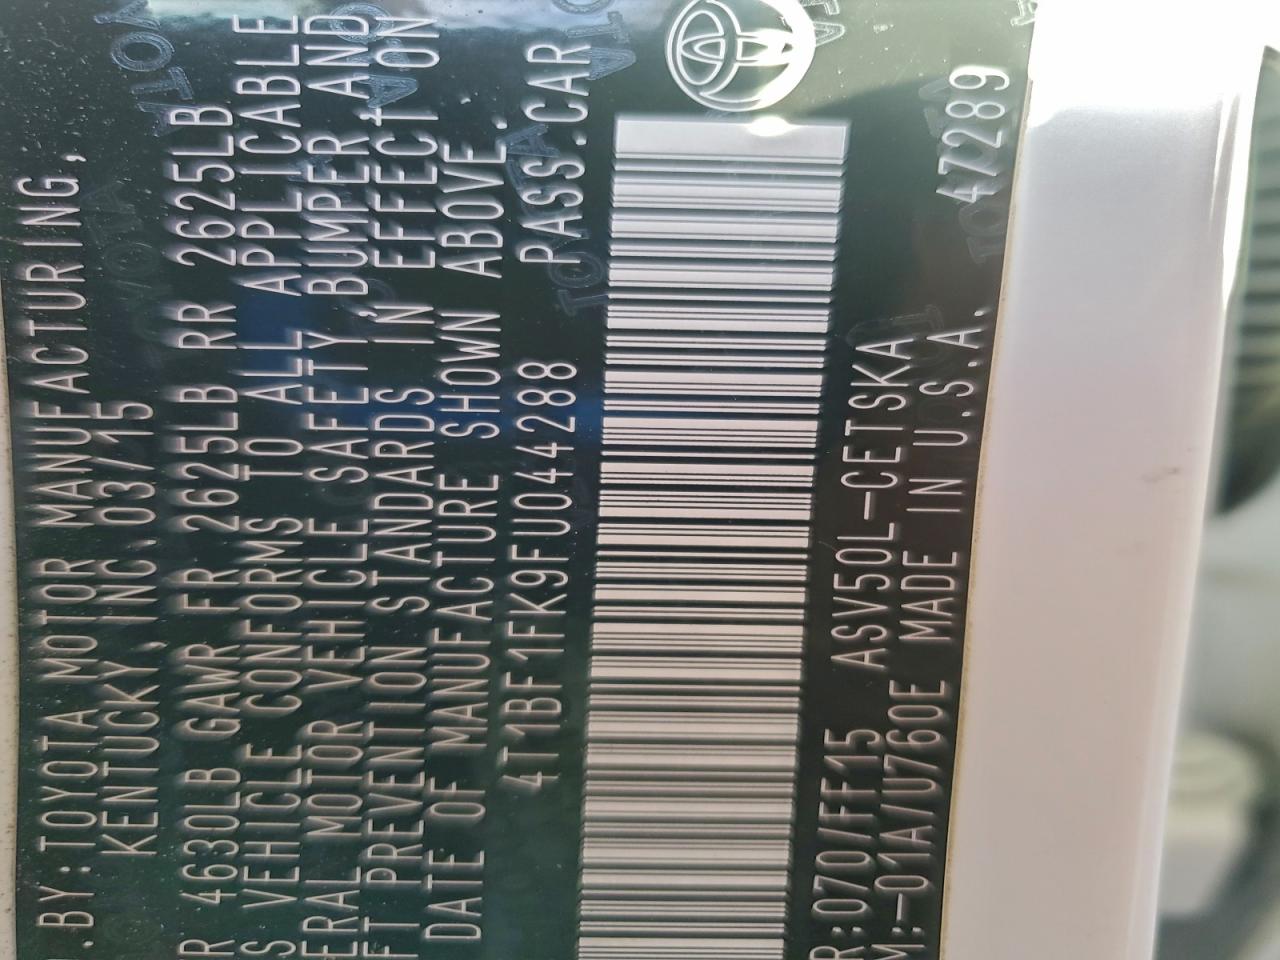 .BY:TOYOTA MOTOR MANUFACTURING,
KENTUCKY, INC. 03/15
R 4630LB GAWR FR 2625LB RR 2625LB
S VEHICLE CONFORMS TO ALL APPLICABLE
ERAL MOTOR VEHICLE SAFETY, BUMPER, AND
FT PREVENTION STANDARDS IN EFFECT ON
DATE OF MANUFACTURE SHOWN ABOVE.
4T1BF1FK9FU044288 PASS.CAR
R:070/FF15 ASV50L-CETSKA
M:-01A/U760E MADE IN U.S.A. 47289